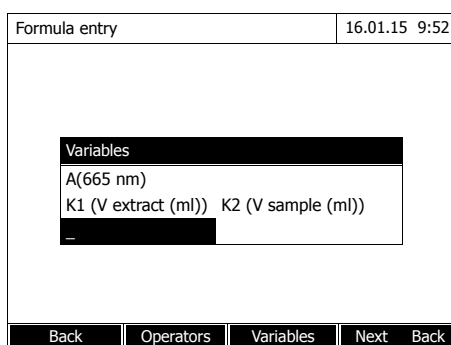 Formula entry 16.01.15 9:52
Variables
A(665 nm)
K1 (V extract (ml)) K2 (V sample (ml))
_
Back Operators Variables Next Back